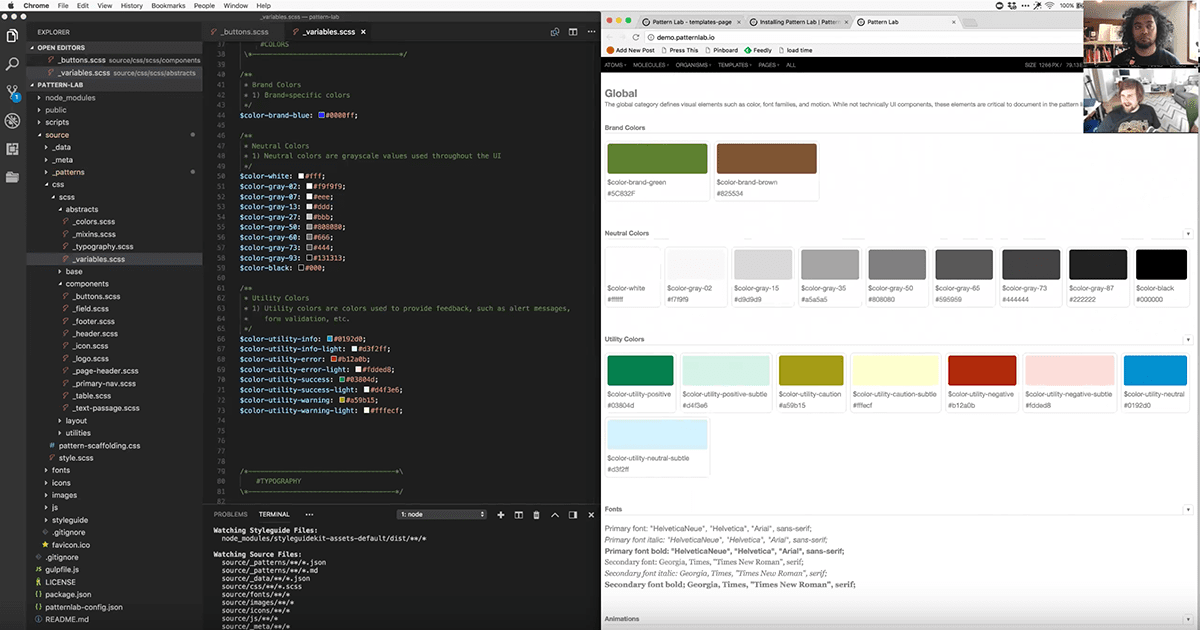 Chrome File Edit View History Bookmarks People Window Help
100%
_variables.scss — pattern-lab
EXPLORER
OPEN EDITORS
_buttons.scss source/css/scss/components
_variables.scss source/css/scss/abstracts
PATTERN-LAB
node_modules
public
scripts
source
_data
_meta
_patterns
css
scss
abstracts
_colors.scss
_mixins.scss
_typography.scss
_variables.scss
base
components
_buttons.scss
_field.scss
_footer.scss
_header.scss
_icon.scss
_logo.scss
_page-header.scss
_primary-nav.scss
_table.scss
_text-passage.scss
layout
utilities
pattern-scaffolding.css
style.scss
fonts
icons
images
js
styleguide
.gitignore
favicon.ico
.gitignore
gulpfile.js
LICENSE
package.json
patternlab-config.json
README.md
_buttons.scss _variables.scss
37 #COLORS
38 \*------------------------------------*/
39
40 /**
41 * Brand Colors
42 * 1) Brand-specific colors
43 */
44 $color-brand-blue: #0000ff;
45
46 /**
47 * Neutral Colors
48 * 1) Neutral colors are grayscale values used throughout the UI
49 */
50 $color-white: #fff;
51 $color-gray-02: #f9f9f9;
52 $color-gray-07: #eee;
53 $color-gray-13: #ddd;
54 $color-gray-27: #bbb;
55 $color-gray-50: #808080;
56 $color-gray-60: #666;
57 $color-gray-73: #444;
58 $color-gray-93: #131313;
59 $color-black: #000;
60
61 /**
62 * Utility Colors
63 * 1) Utility colors are colors used to provide feedback, such as alert messages,
64 form validation, etc.
65 */
66 $color-utility-info: #0192d0;
67 $color-utility-info-light: #d3f2ff;
68 $color-utility-error: #b12a0b;
69 $color-utility-error-light: #fdded8;
70 $color-utility-success: #03804d;
71 $color-utility-success-light: #d4f3e6;
72 $color-utility-warning: #a59b15;
73 $color-utility-warning-light: #fffecf;
74
75
76
77
78
79 /*------------------------------------*\
80 #TYPOGRAPHY
81 \*------------------------------------*/
82
PROBLEMS TERMINAL ••• 1: node
Watching Styleguide Files:
node_modules/styleguidekit-assets-default/dist/**/*
Watching Source Files:
source/_patterns/**/*.json
source/_patterns/**/*.md
source/_data/**/*.json
source/css/**/*.scss
source/fonts/**/*
source/images/**/*
source/icons/**/*
source/js/**/*
source/_meta/**/*
Pattern Lab - templates-page Installing Pattern Lab | Pattern Pattern Lab
demo.patternlab.io
Add New Post Press This Pinboard Feedly load time
ATOMS MOLECULES ORGANISMS TEMPLATES PAGES ALL SIZE 1266 PX / 79.13
Global
The global category defines visual elements such as color, font families, and motion. While not technically UI components, these elements are critical to document in the pattern
Brand Colors
$color-brand-green $color-brand-brown
#5C832F #825534
Neutral Colors
$color-white $color-gray-02 $color-gray-15 $color-gray-35 $color-gray-50 $color-gray-65 $color-gray-73 $color-gray-87 $color-black
#ffffff #f7f9f9 #d9d9d9 #a5a5a5 #808080 #595959 #444444 #222222 #000000
Utility Colors
$color-utility-positive $color-utility-positive-subtle $color-utility-caution $color-utility-caution-subtle $color-utility-negative $color-utility-negative-subtle $color-utility-neutral
#03804d #d4f3e6 #a59b15 #fffecf #b12a0b #fdded8 #0192d0
$color-utility-neutral-subtle
#d3f2ff
Fonts
Primary font: "HelveticaNeue", "Helvetica", "Arial", sans-serif;
Primary font italic: "HelveticaNeue", "Helvetica", "Arial", sans-serif;
Primary font bold: "HelveticaNeue", "Helvetica", "Arial", sans-serif;
Secondary font: Georgia, Times, "Times New Roman", serif;
Secondary font italic: Georgia, Times, "Times New Roman", serif;
Secondary font bold; Georgia, Times, "Times New Roman", serif;
Animations